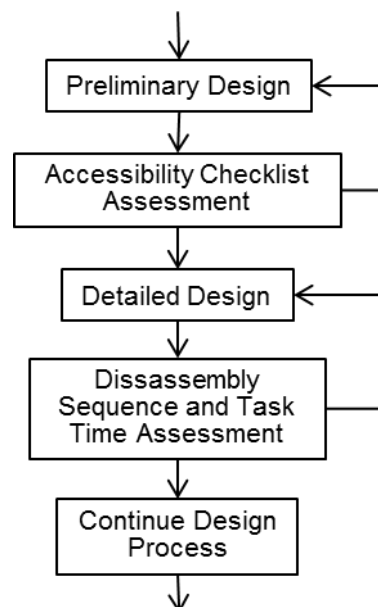 Preliminary Design
Accessibility Checklist
Assessment
Detailed Design
Dissassembly
Sequence and Task
Time Assessment
Continue Design
Process